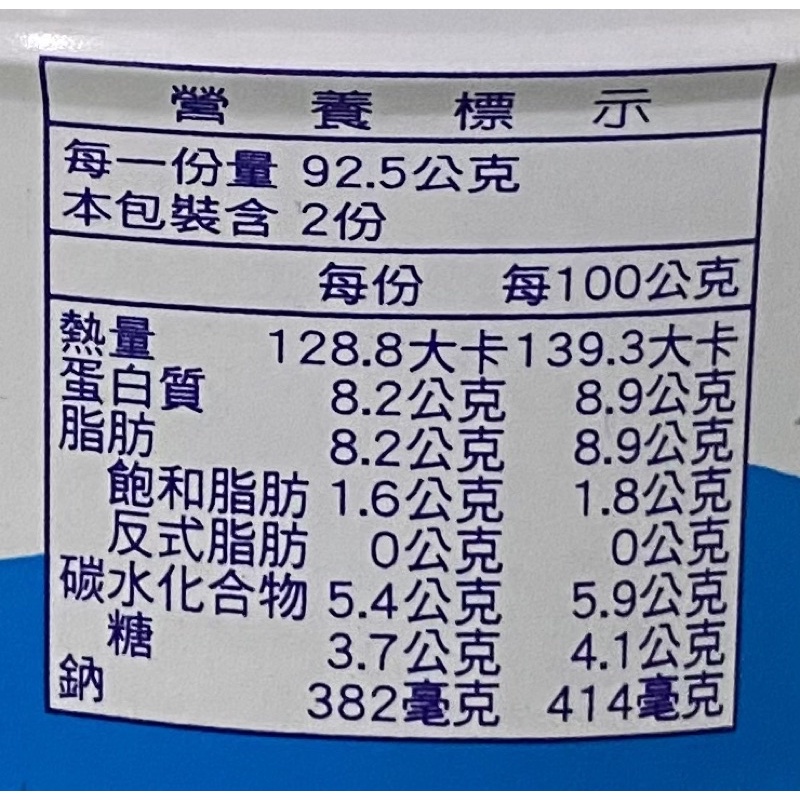 營養標示
每一份量 92.5公克
本包裝含 2份
每份 每100公克
熱量 128.8大卡 139.3大卡
蛋白質 8.2公克 8.9公克
脂肪 8.2公克 8.9公克
飽和脂肪 1.6公克 1.8公克
反式脂肪 0公克 0公克
碳水化合物 5.4公克 5.9公克
糖 3.7公克 4.1公克
鈉 382毫克 414毫克